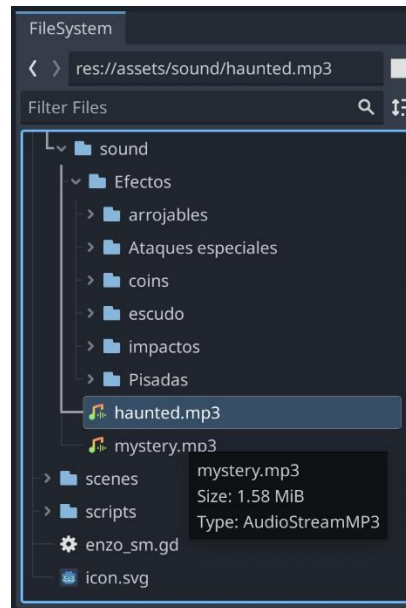 FileSystem
res://assets/sound/haunted.mp3
Filter Files
sound
Efectos
arrojables
Ataques especiales
coins
escudo
impactos
Pisadas
haunted.mp3
mystery.mp3
mystery.mp3
Size: 1.58 MiB
Type: AudioStreamMP3
scenes
scripts
enzo_sm.gd
icon.svg